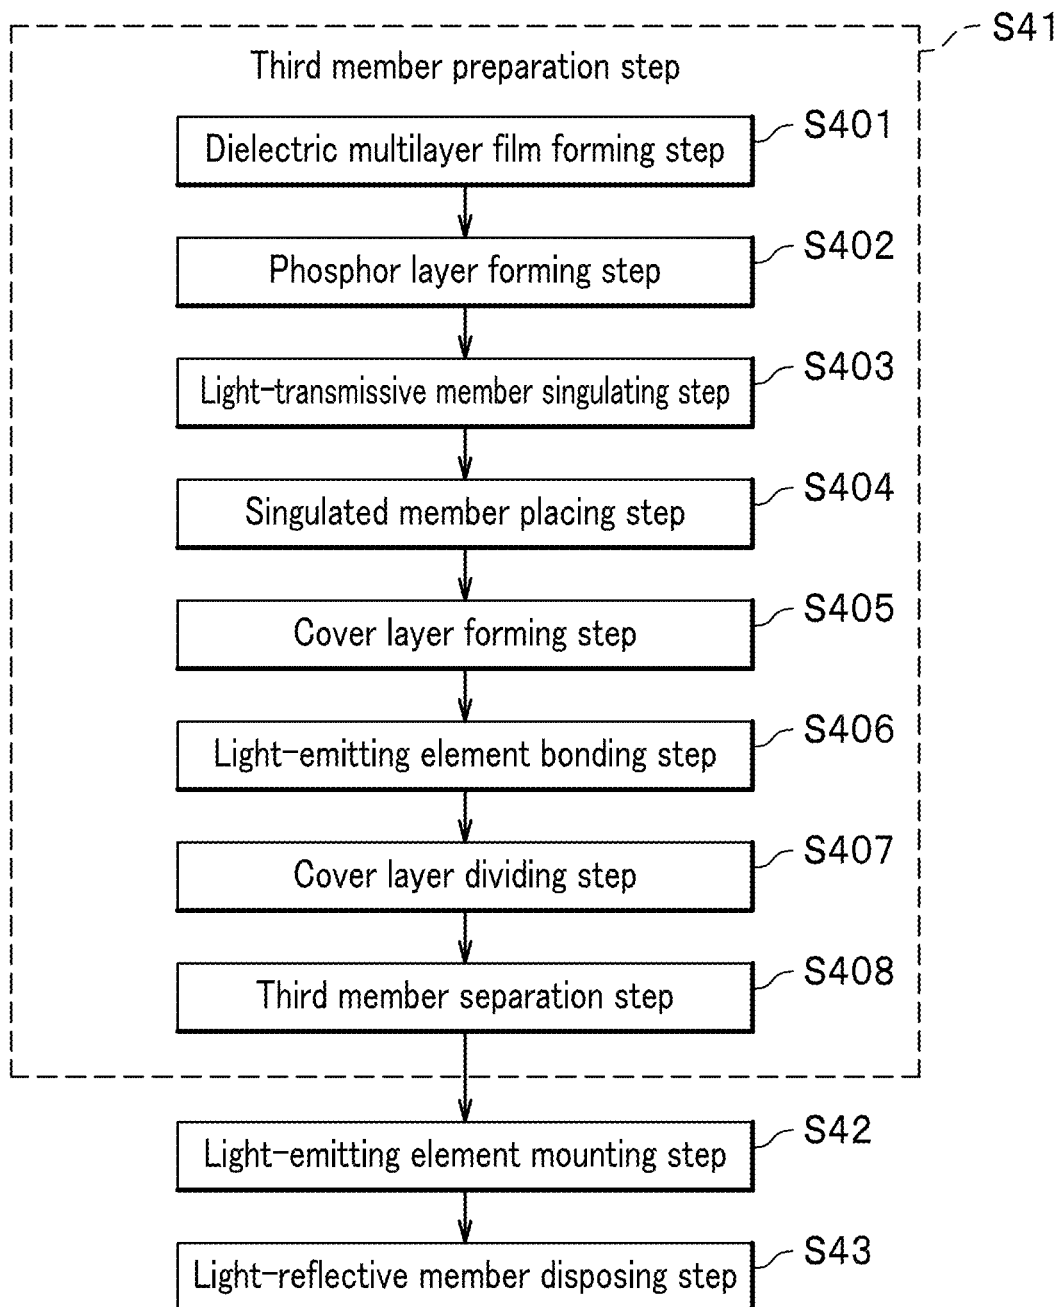 S41
Third member preparation step
S401
Dielectric multilayer film forming step
S402
Phosphor layer forming step
S403
Light-transmissive member singulating step
S404
Singulated member placing step
S405
Cover layer forming step
S406
Light-emitting element bonding step
S407
Cover layer dividing step
S408
Third member separation step
S42
Light-emitting element mounting step
S43
Light-reflective member disposing step